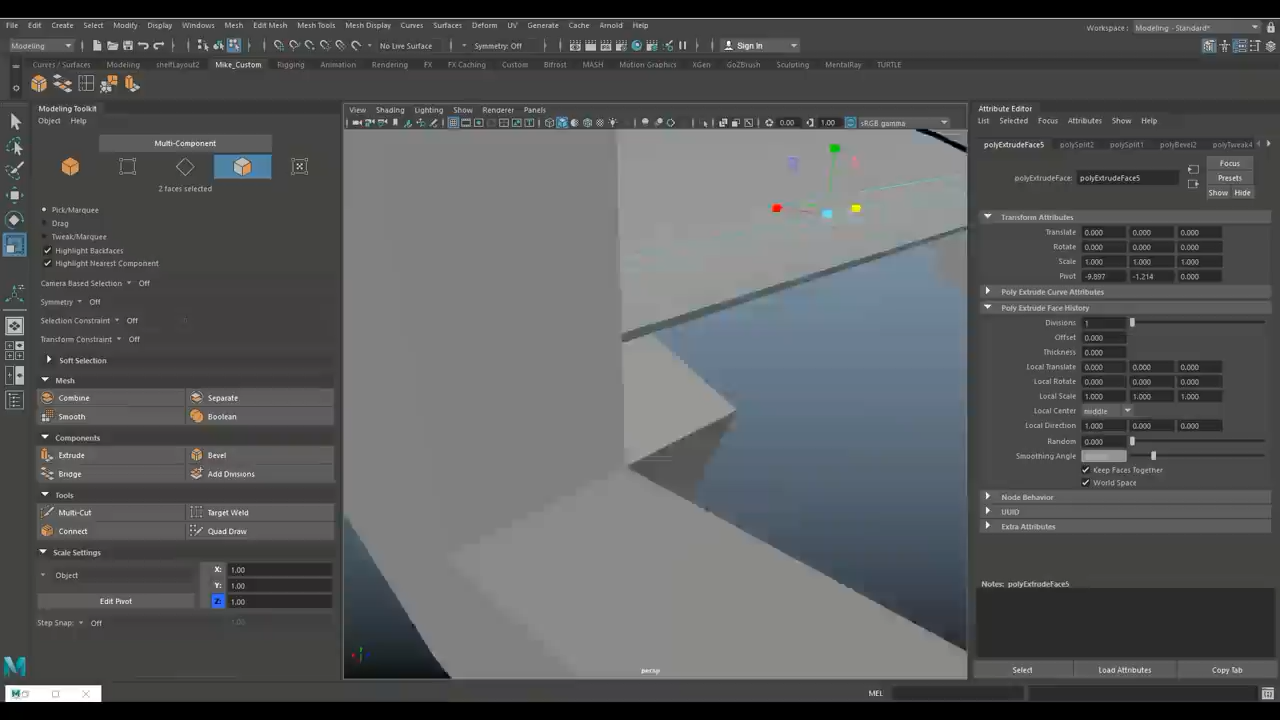 File Edit Create Select Modify Display Windows Mesh Edit Mesh Mesh Tools Mesh Display Curves Surfaces Deform UV Generate Cache Arnold Help
Workspace: Modeling - Standard*
Modeling No Live Surface Symmetry: Off Sign In
Curves / Surfaces Modeling shelfLayout2 Mike_Custom Rigging Animation Rendering FX FX Caching Custom Bifrost MASH Motion Graphics XGen GoZBrush Sculpting MentalRay TURTLE
Modeling Toolkit
Object Help
Multi-Component
2 faces selected
Pick/Marquee
Drag
Tweak/Marquee
Highlight Backfaces
Highlight Nearest Component
Camera Based Selection Off
Symmetry Off
Selection Constraint Off
Transform Constraint Off
Soft Selection
Mesh
Combine Separate
Smooth Boolean
Components
Extrude Bevel
Bridge Add Divisions
Tools
Multi-Cut Target Weld
Connect Quad Draw
Scale Settings
Object X: 1.00
Y: 1.00
Edit Pivot Z: 1.00
Step Snap: Off 1.00
View Shading Lighting Show Renderer Panels
0.00 1.00 sRGB gamma
persp
Attribute Editor
List Selected Focus Attributes Show Help
polyExtrudeFace5 polySplit2 polySplit1 polyBevel2 polyTweak4
Focus
polyExtrudeFace: polyExtrudeFace5 Presets
Show Hide
Transform Attributes
Translate 0.000 0.000 0.000
Rotate 0.000 0.000 0.000
Scale 1.000 1.000 1.000
Pivot -9.897 -1.214 0.000
Poly Extrude Curve Attributes
Poly Extrude Face History
Divisions 1
Offset 0.000
Thickness 0.000
Local Translate 0.000 0.000 0.000
Local Rotate 0.000 0.000 0.000
Local Scale 1.000 1.000 1.000
Local Center middle
Local Direction 1.000 0.000 0.000
Random 0.000
Smoothing Angle
Keep Faces Together
World Space
Node Behavior
UUID
Extra Attributes
Notes: polyExtrudeFace5
Select Load Attributes Copy Tab
MEL